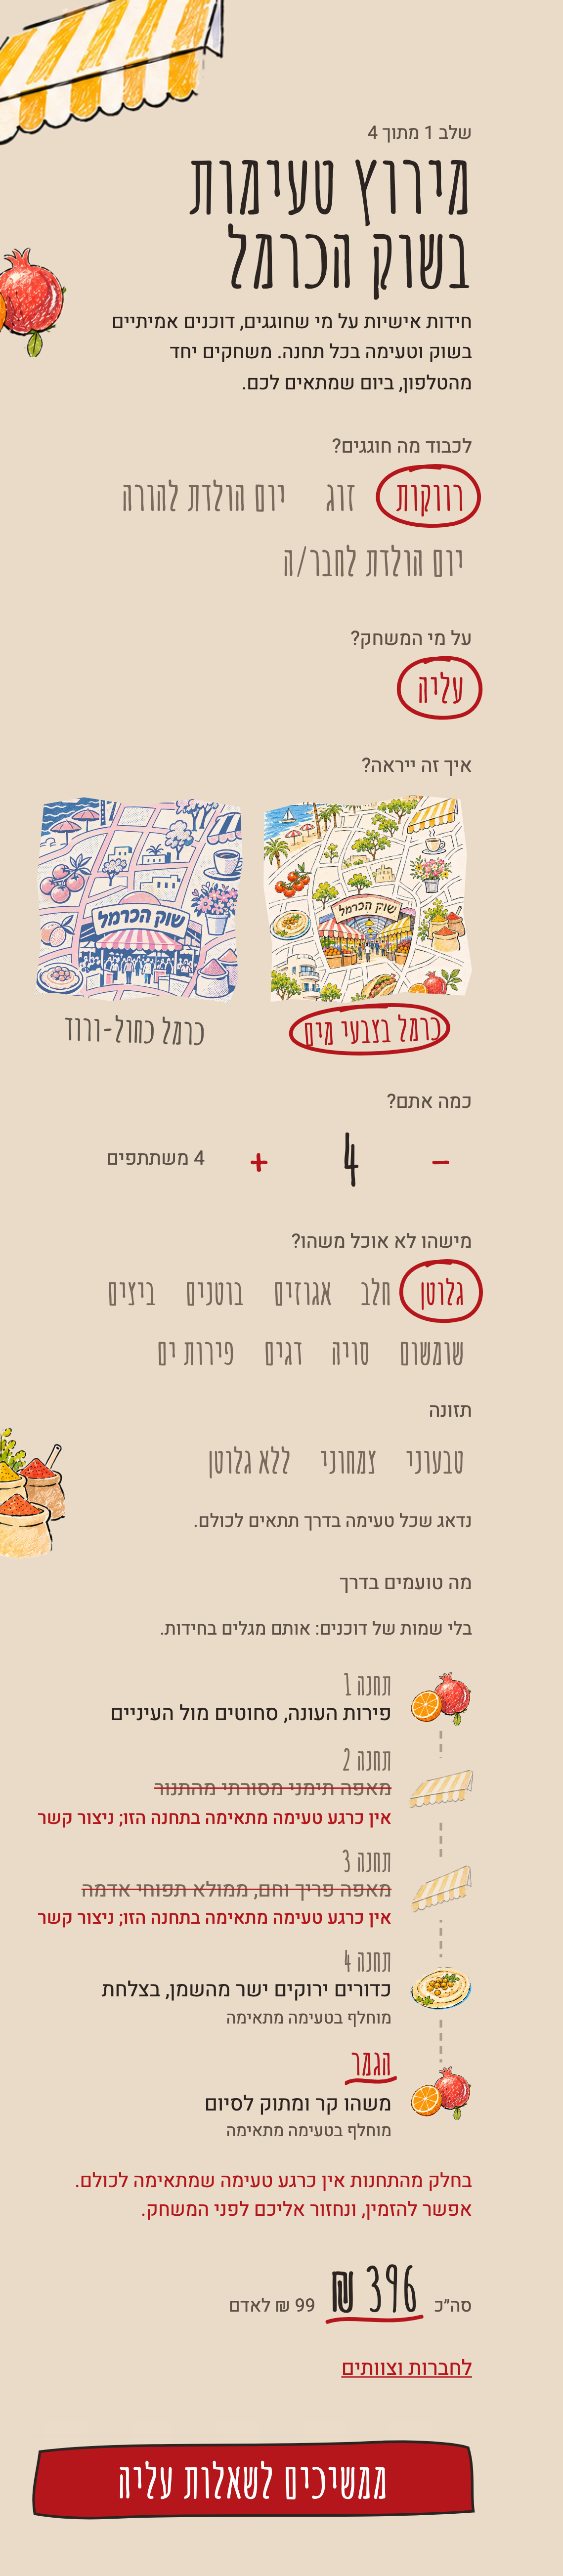 שלב 1 מתוך 4
מירוץ טעימות
בשוק הכרמל
חידות אישיות על מי שחוגגים, דוכנים אמיתיים
בשוק וטעימה בכל תחנה. משחקים יחד
מהטלפון, ביום שמתאים לכם.
לכבוד מה חוגגים?
רווקות זוג יום הולדת להורה
יום הולדת לחבר/ה
על מי המשחק?
עליה
איך זה ייראה?
שוק הכרמל שוק הכרמל
כרמל בצבעי מים כרמל כחול-ורוד
כמה אתם?
− 4 + 4 משתתפים
מישהו לא אוכל משהו?
גלוטן חלב אגוזים בוטנים ביצים
שומשום סויה דגים פירות ים
תזונה
טבעוני צמחוני ללא גלוטן
נדאג שכל טעימה בדרך תתאים לכולם.
מה טועמים בדרך
בלי שמות של דוכנים: אותם מגלים בחידות.
תחנה 1
פירות העונה, סחוטים מול העיניים
תחנה 2
מאפה תימני מסורתי מהתנור
אין כרגע טעימה מתאימה בתחנה הזו; ניצור קשר
תחנה 3
מאפה פריך וחם, ממולא תפוחי אדמה
אין כרגע טעימה מתאימה בתחנה הזו; ניצור קשר
תחנה 4
כדורים ירוקים ישר מהשמן, בצלחת
מוחלף בטעימה מתאימה
הגמר
משהו קר ומתוק לסיום
מוחלף בטעימה מתאימה
בחלק מהתחנות אין כרגע טעימה שמתאימה לכולם.
אפשר להזמין, ונחזור אליכם לפני המשחק.
סה״כ 396 ₪ 99 ₪ לאדם
לחברות וצוותים
ממשיכים לשאלות עליה